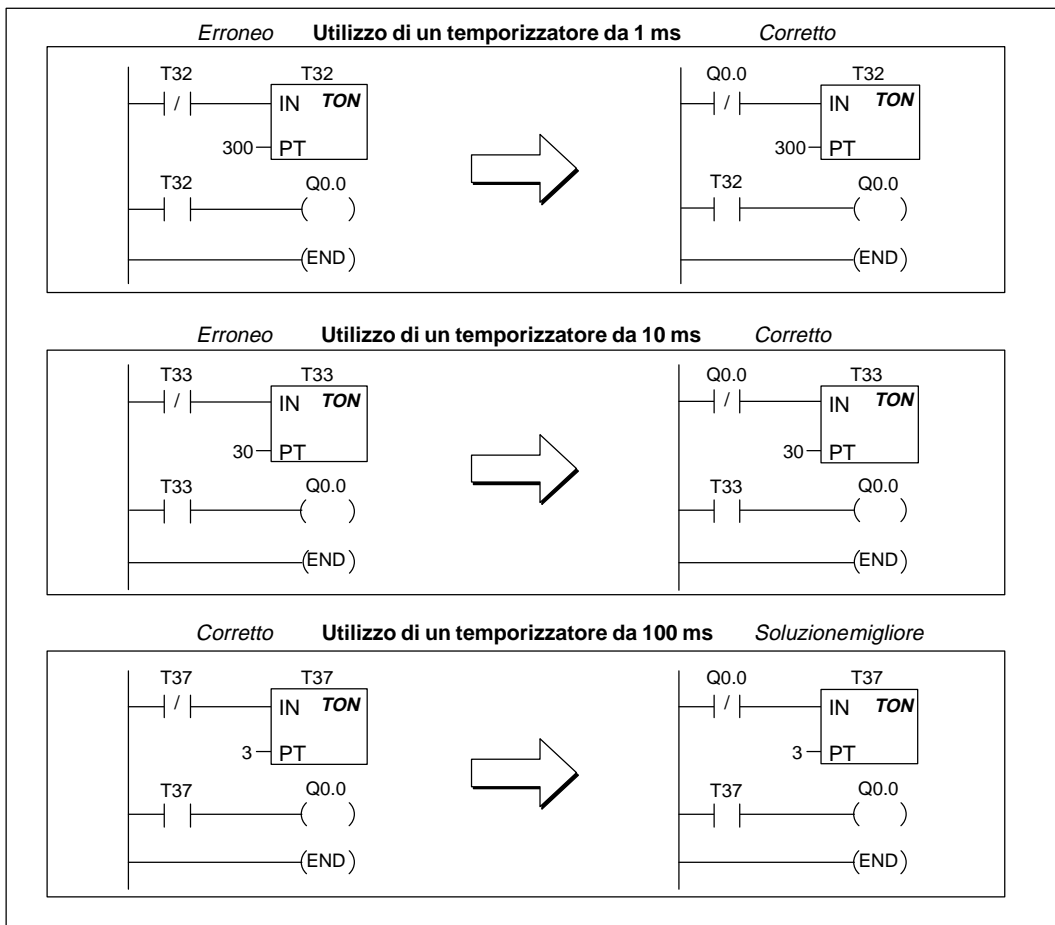 Erroneo Utilizzo di un temporizzatore da 1 ms Corretto
T32 T32 Q0.0 T32
/ IN TON / IN TON
300 PT 300 PT
T32 Q0.0 T32 Q0.0
(END) (END)
Erroneo Utilizzo di un temporizzatore da 10 ms Corretto
T33 T33 Q0.0 T33
/ IN TON / IN TON
30 PT 30 PT
T33 Q0.0 T33 Q0.0
(END) (END)
Corretto Utilizzo di un temporizzatore da 100 ms Soluzionemigliore
T37 T37 Q0.0 T37
/ IN TON / IN TON
3 PT 3 PT
T37 Q0.0 T37 Q0.0
(END) (END)